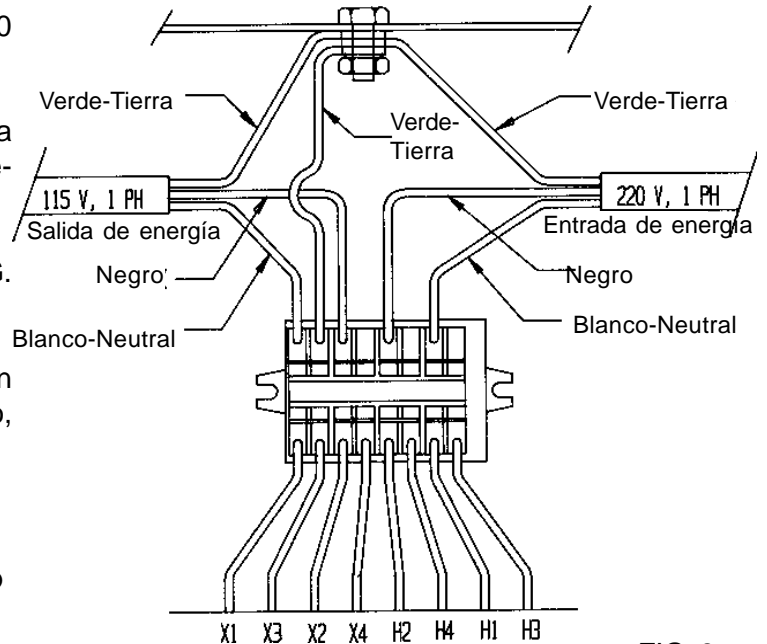 0
Verde-Tierra
Verde-
Tierra
Verde-Tierra
a
e-
115 V, 1 PH
220 V, 1 PH
Salida de energía
Entrada de energía
Negro
Negro
G.
Blanco-Neutral
Blanco-Neutral
n
o,
o
X1 X3 X2 X4 H2 H4 H1 H3